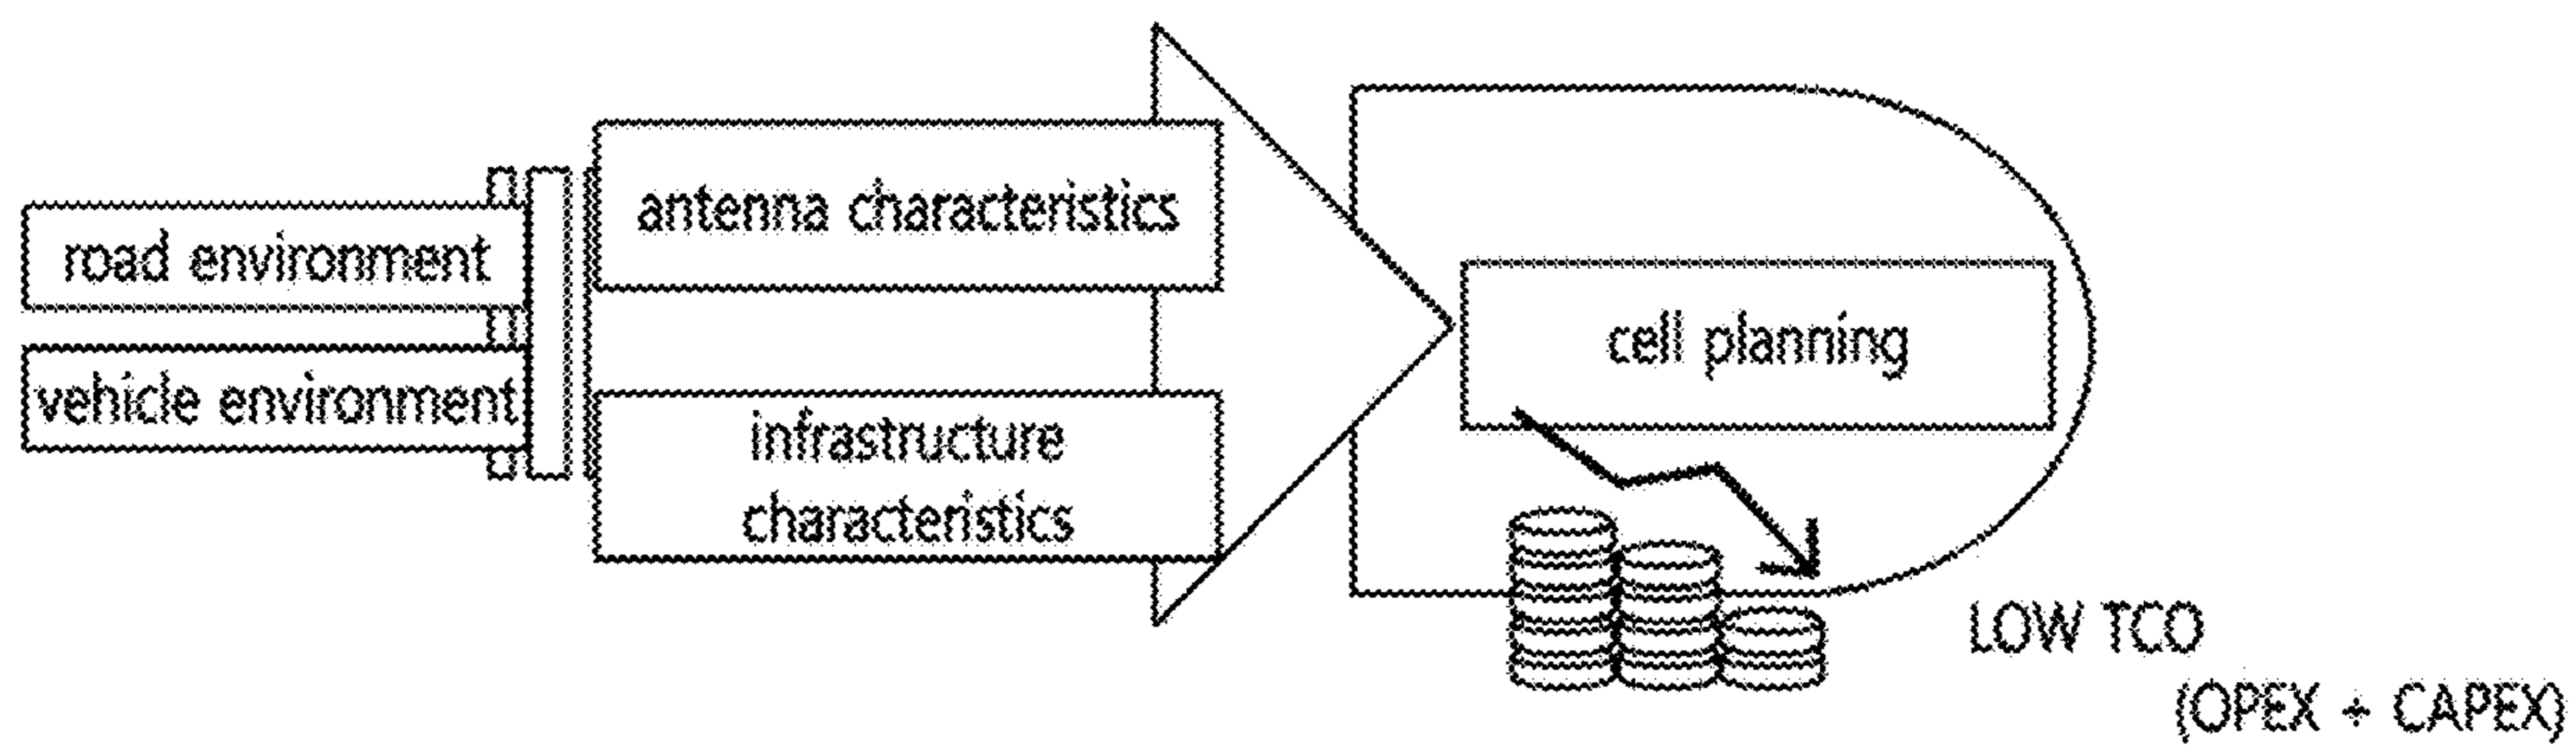 road environment
vehicle environment
antenna characteristics
infrastructure
characteristics
cell planning
LOW TCO
(OPEX + CAPEX)